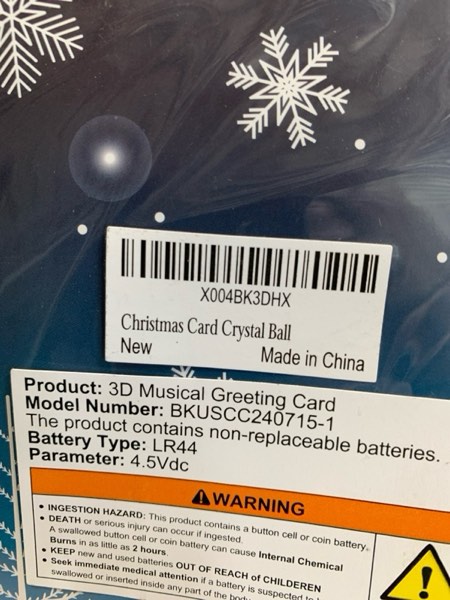 X004BK3DHX
Christmas Card Crystal Ball
New
Made in China
Product: 3D Musical Greeting Card
Model Number: BKUSCC240715-1
The product contains non-replaceable batteries.
Battery Type: LR44
Parameter: 4.5Vdc
WARNING
• INGESTION HAZARD: This product contains a button cell or coin battery.
• DEATH or serious injury can occur if ingested.
A swallowed button cell or coin battery can cause Internal Chemical
Burns in as little as 2 hours.
• KEEP new and used batteries OUT OF REACH of CHILDEREN
• Seek immediate medical attention if a battery is suspected to
swallowed or inserted inside any part of the body